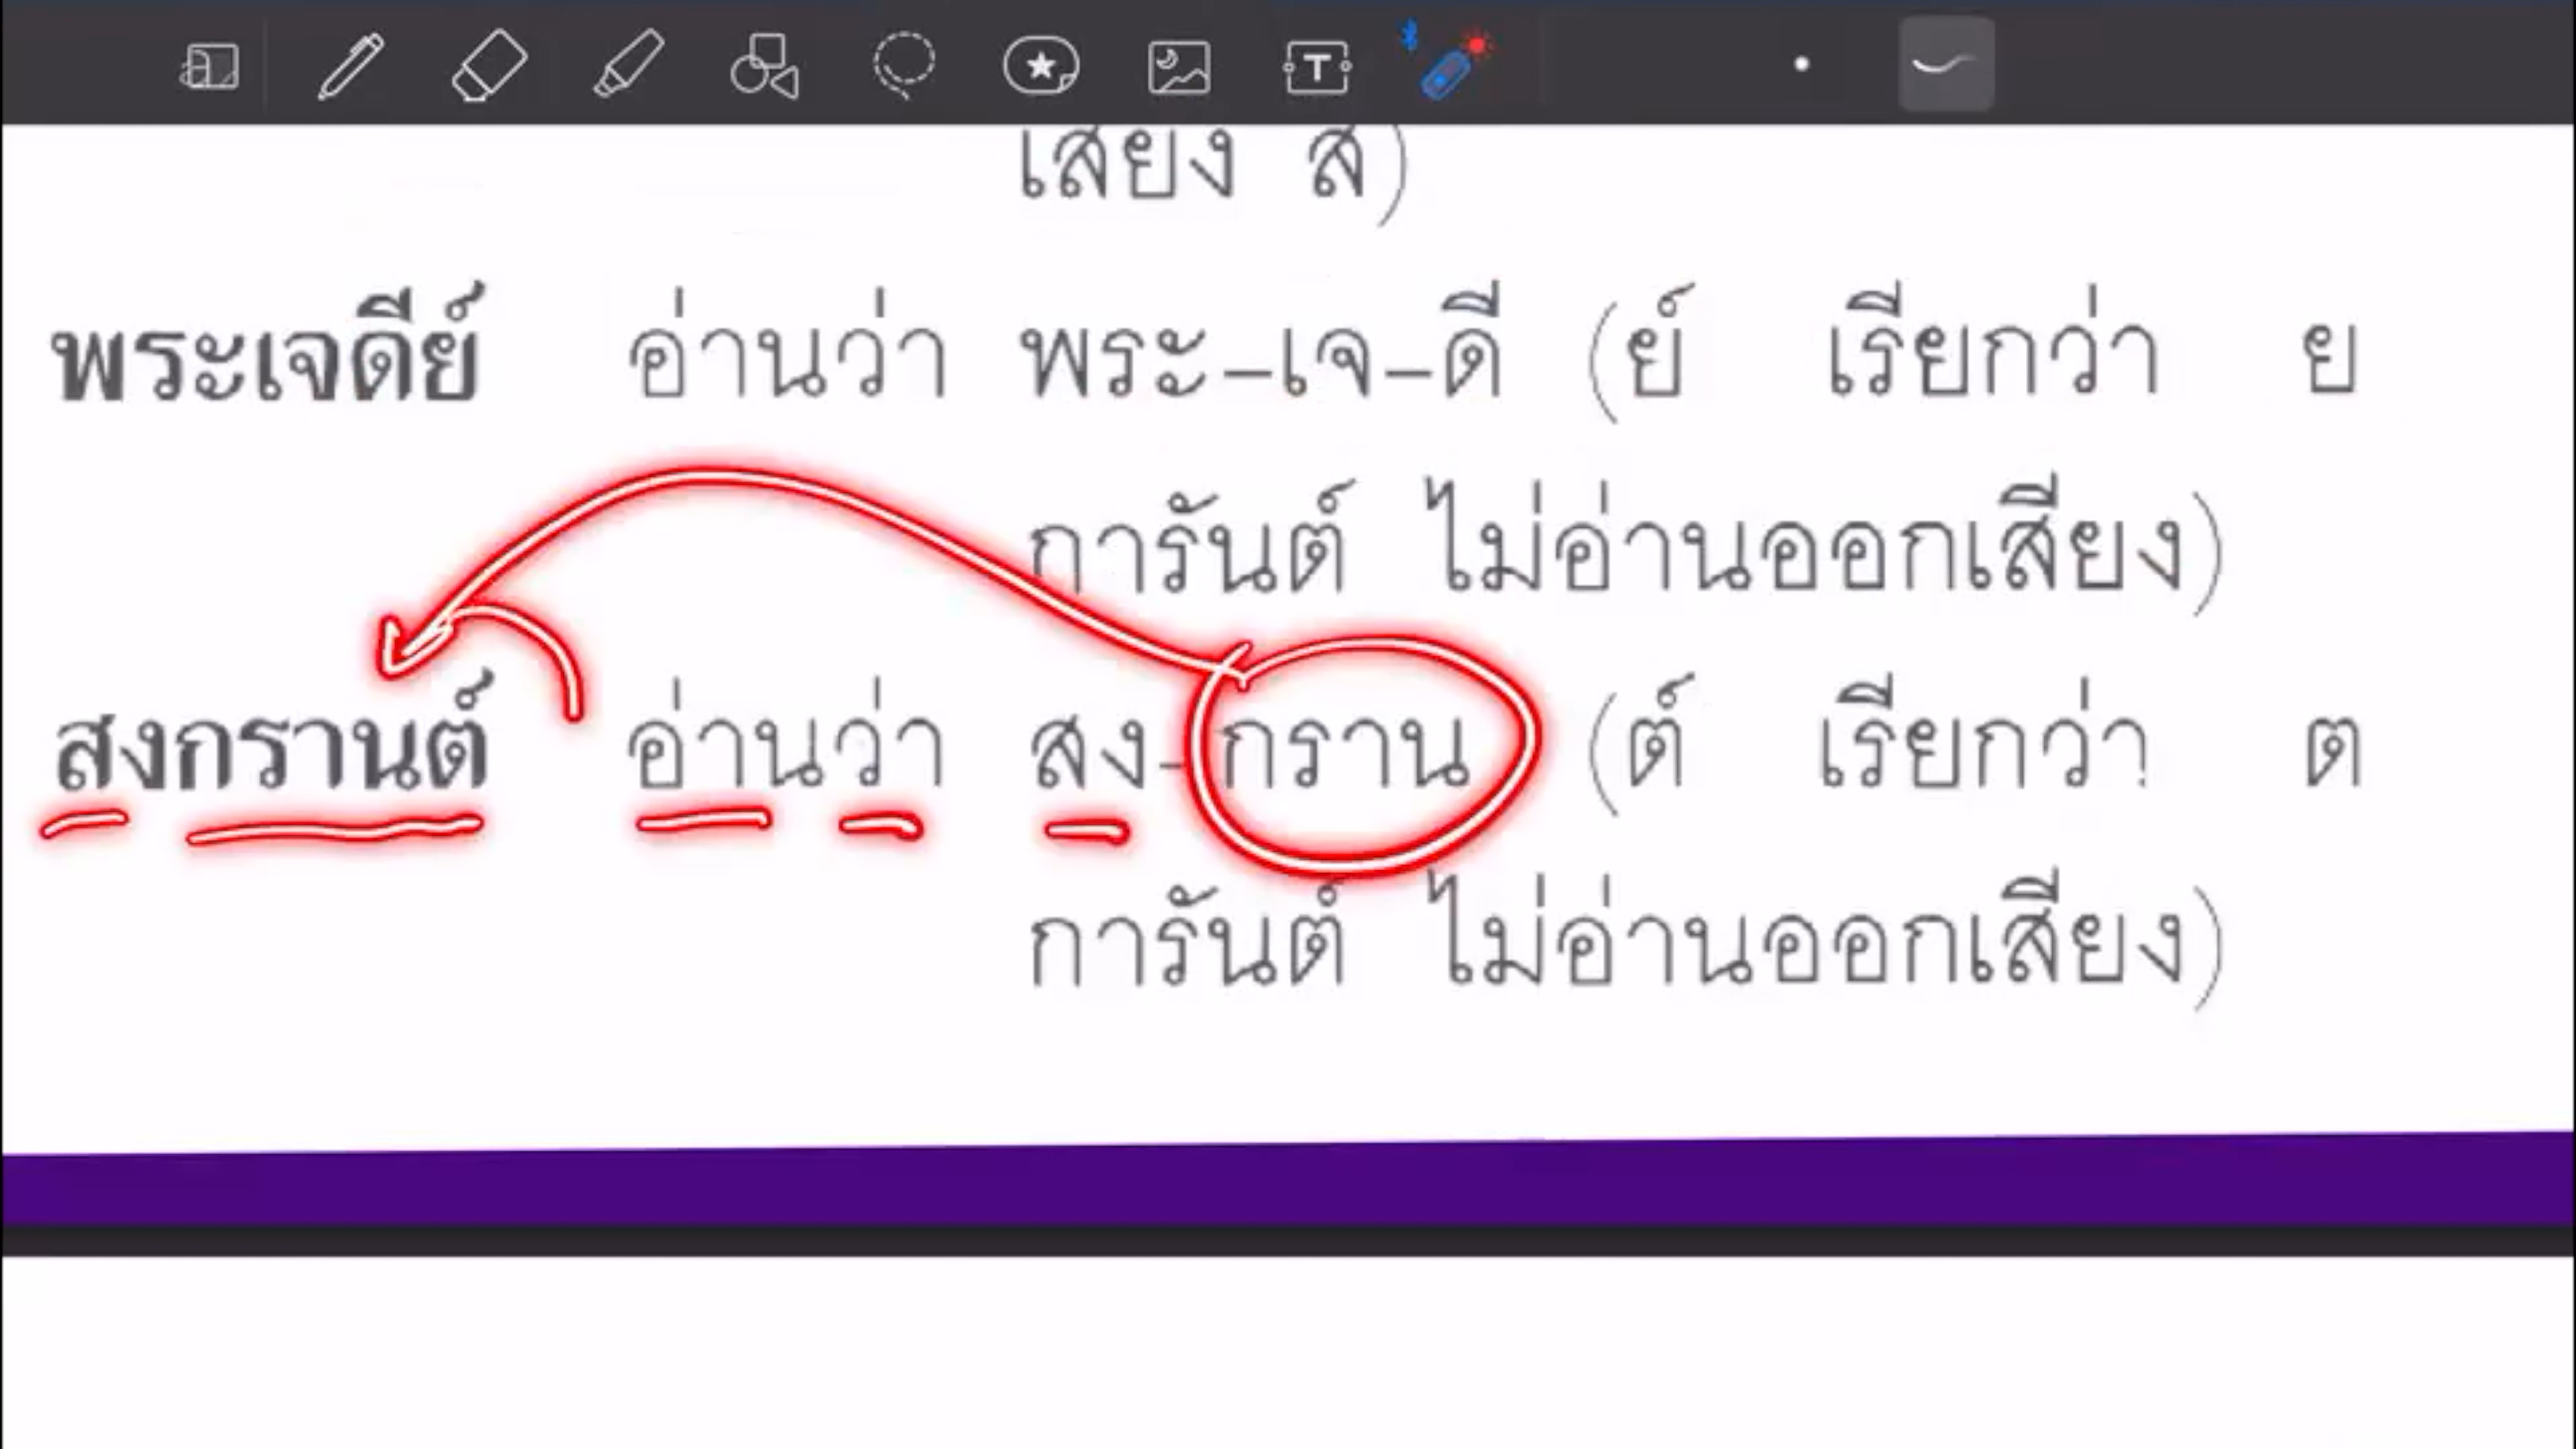 เสียง ส)
พระเจดีย์ อ่านว่า พระ-เจ-ดี (ย์ เรียกว่า ย
การันต์ ไม่อ่านออกเสียง)
สงกรานต์ อ่านว่า สง-กราน (ต์ เรียกว่า ต
การันต์ ไม่อ่านออกเสียง)